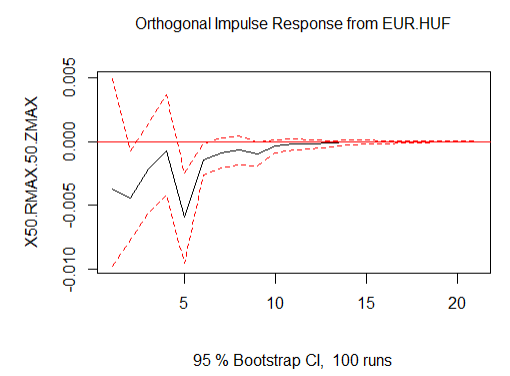 Orthogonal Impulse Response from EUR.HUF
X50.RMAX.50.ZMAX
0.005
0.000
-0.005
-0.010
5
10
15
20
95 % Bootstrap CI,  100 runs